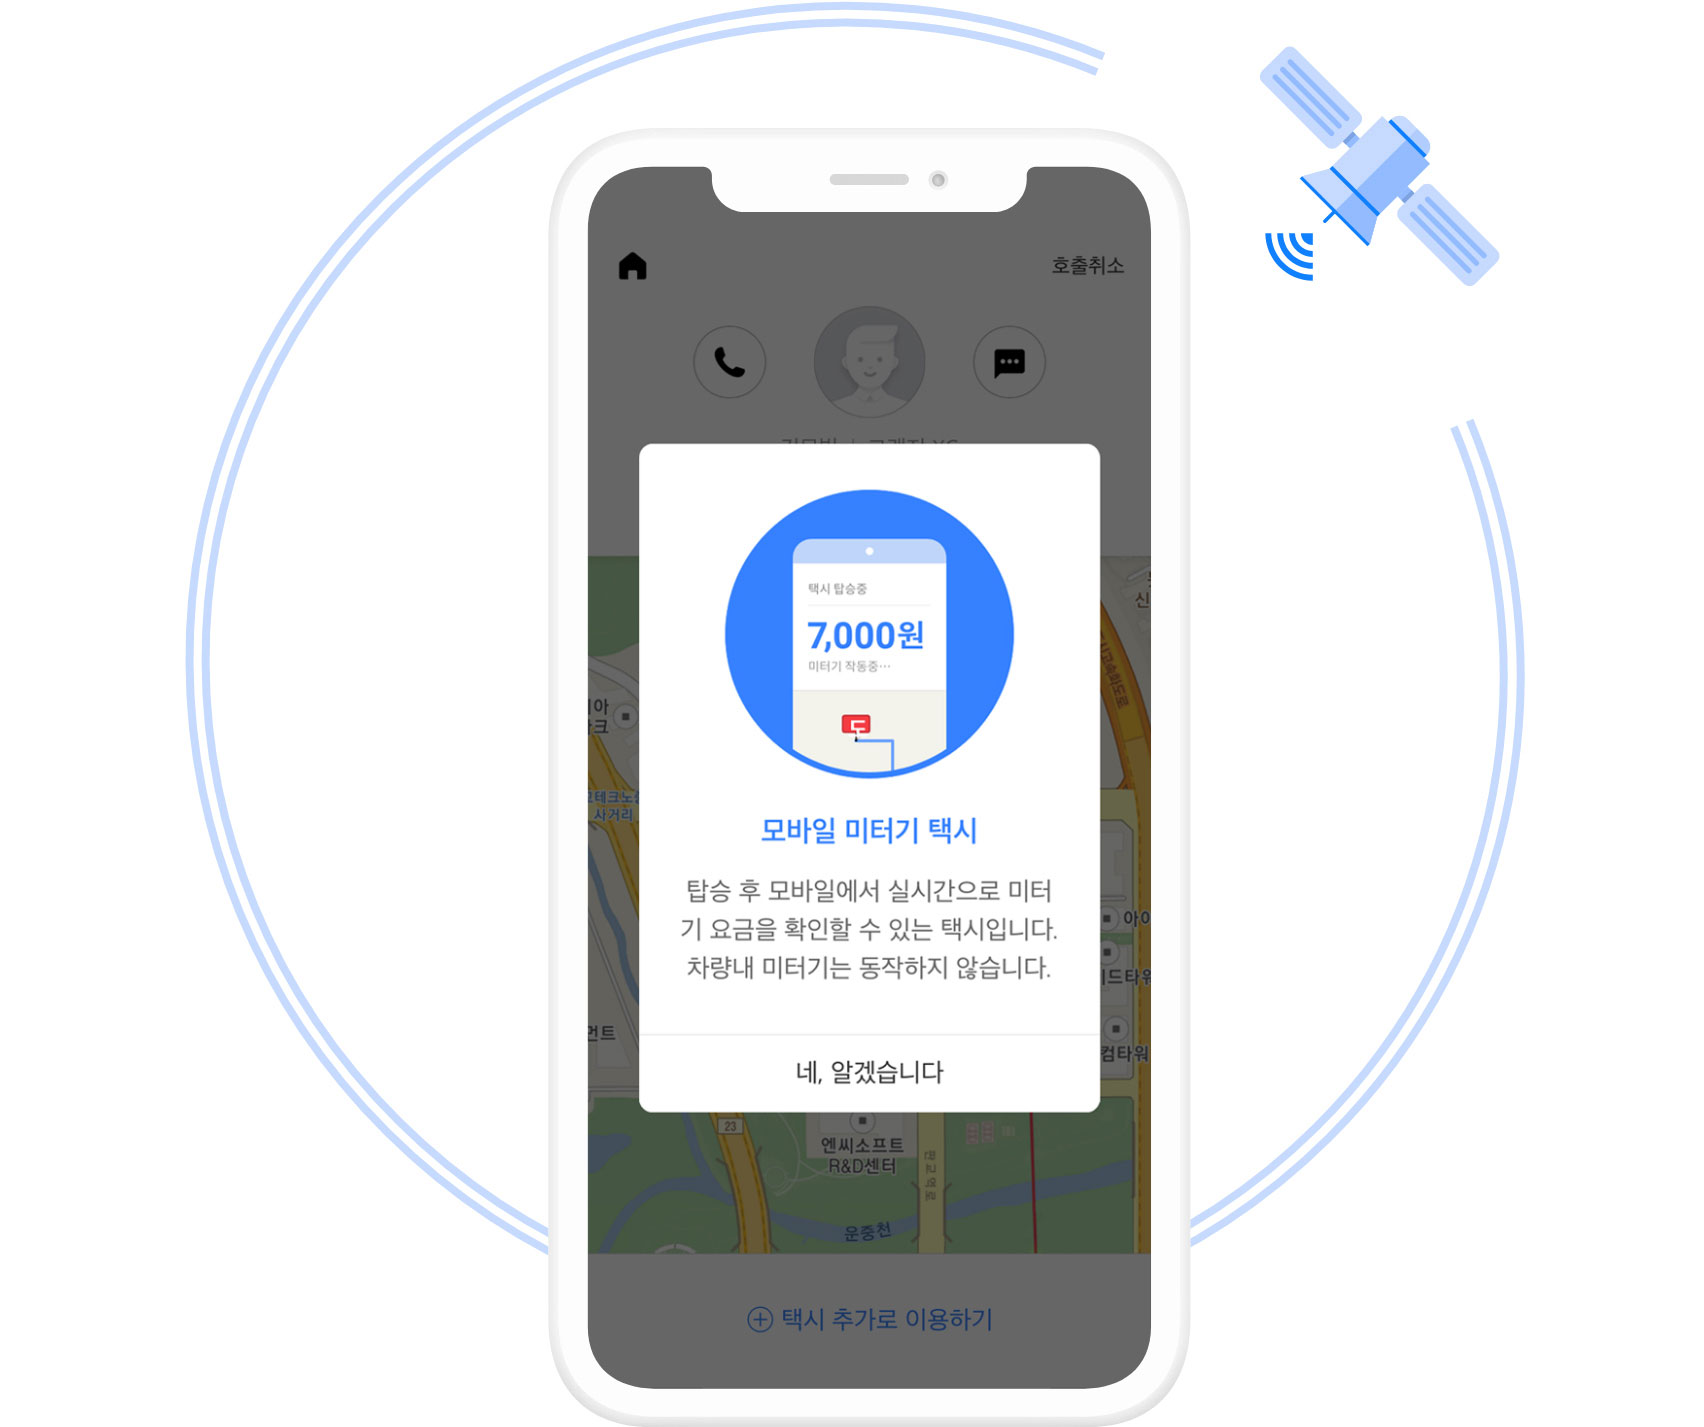 호출취소
택시 탑승중
7,000원
미터기 작동중···
모바일 미터기 택시
탑승 후 모바일에서 실시간으로 미터
기 요금을 확인할 수 있는 택시입니다.
차량내 미터기는 동작하지 않습니다.
네, 알겠습니다
신
아
크
사거리
아이
드타워
컴타워
먼트
23
엔씨소프트
R&D센터
판교역로
운중천
택시 추가로 이용하기